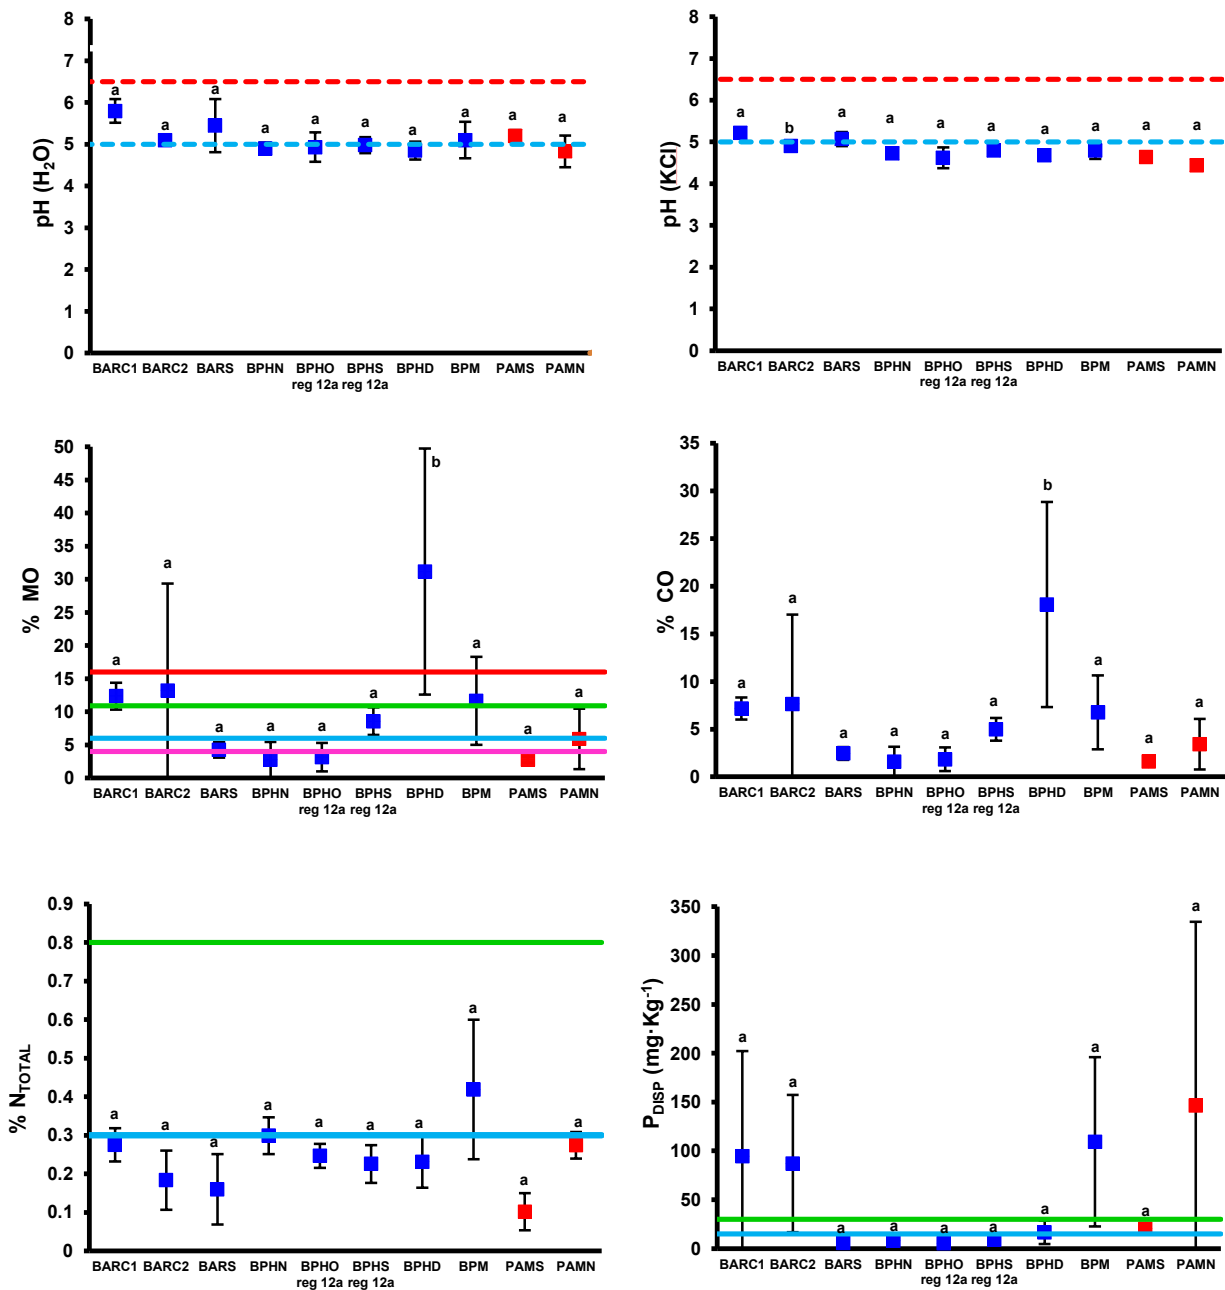 pH (H2O)
8
7
6
5
4
3
2
1
0
a
a
a
a
a
a
a
a
a
a
BARC1 BARC2 BARS BPHN BPHO BPHS BPHD BPM PAMS PAMN
reg 12a reg 12a
pH (KCl)
8
7
6
5
4
3
2
1
0
a
b
a
a
a
a
a
a
a
a
BARC1 BARC2 BARS BPHN BPHO BPHS BPHD BPM PAMS PAMN
reg 12a reg 12a
% MO
50
45
40
35
30
25
20
15
10
5
0
a
a
a
a
a
a
b
a
a
a
BARC1 BARC2 BARS BPHN BPHO BPHS BPHD BPM PAMS PAMN
reg 12a reg 12a
% CO
35
30
25
20
15
10
5
0
a
a
a
a
a
a
b
a
a
a
BARC1 BARC2 BARS BPHN BPHO BPHS BPHD BPM PAMS PAMN
reg 12a reg 12a
% NTOTAL
0.9
0.8
0.7
0.6
0.5
0.4
0.3
0.2
0.1
0
a
a
a
a
a
a
a
a
a
a
BARC1 BARC2 BARS BPHN BPHO BPHS BPHD BPM PAMS PAMN
reg 12a reg 12a
PDISP (mg·Kg-1)
350
300
250
200
150
100
50
0
a
a
a
a
a
a
a
a
a
a
BARC1 BARC2 BARS BPHN BPHO BPHS BPHD BPM PAMS PAMN
reg 12a reg 12a